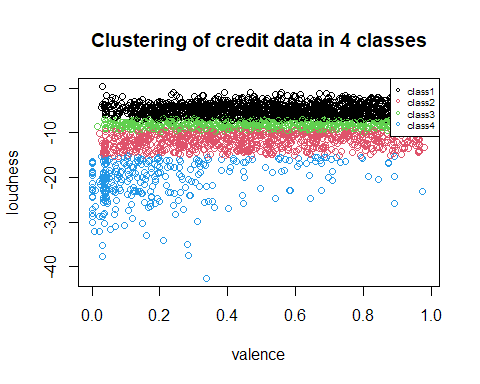 Clustering of credit data in 4 classes
class1
class2
class3
class4
loudness
0
-10
-20
-30
-40
0.0 0.2 0.4 0.6 0.8 1.0
valence